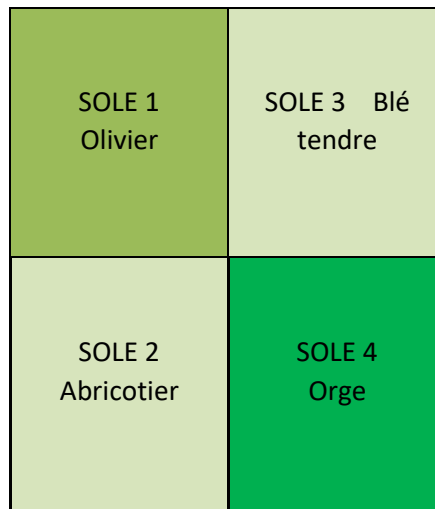 SOLE 1
Olivier
SOLE 3 Blé
tendre
SOLE 2
Abricotier
SOLE 4
Orge